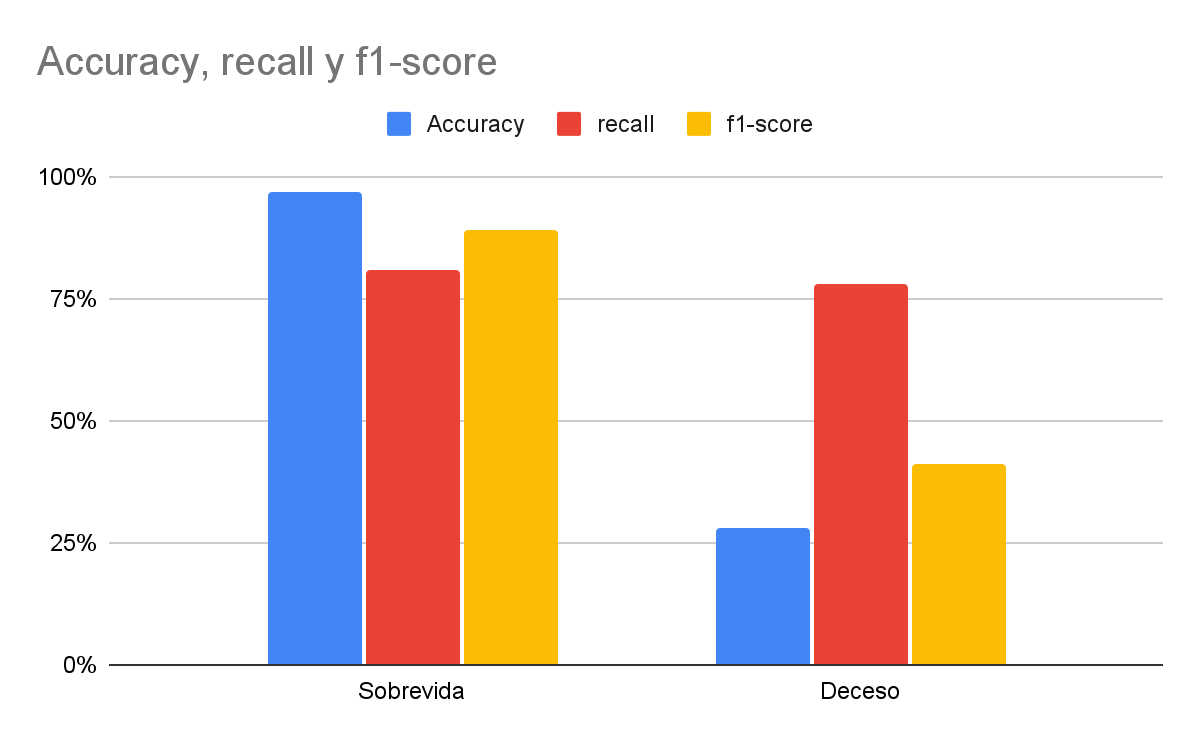 Accuracy, recall y f1-score
Accuracy recall f1-score
100%
75%
50%
25%
0%
Sobrevida Deceso